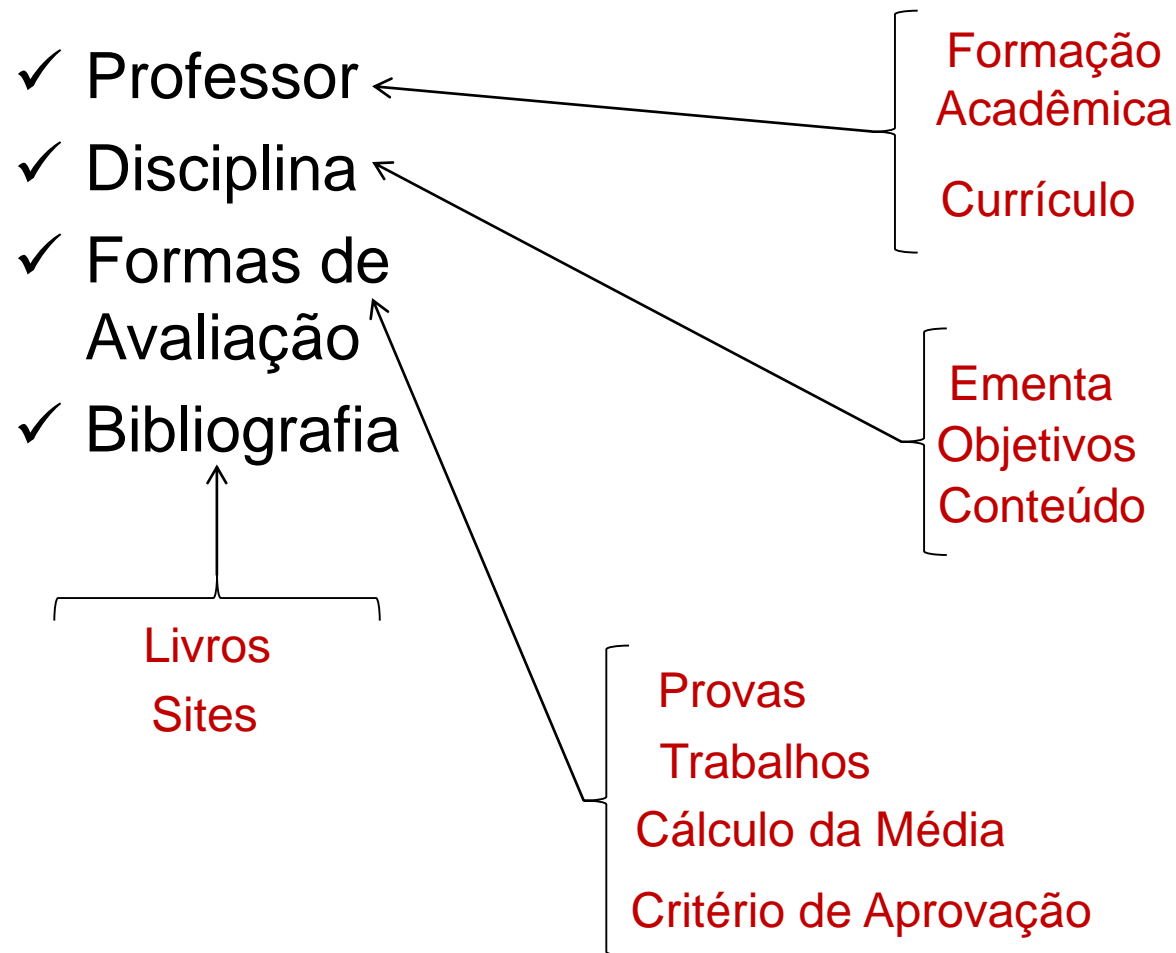 ✓ Professor
✓ Disciplina
✓ Formas de
Avaliação
✓ Bibliografia
Livros
Sites
Formação
Acadêmica
Currículo
Ementa
Objetivos
Conteúdo
Provas
Trabalhos
Cálculo da Média
Critério de Aprovação